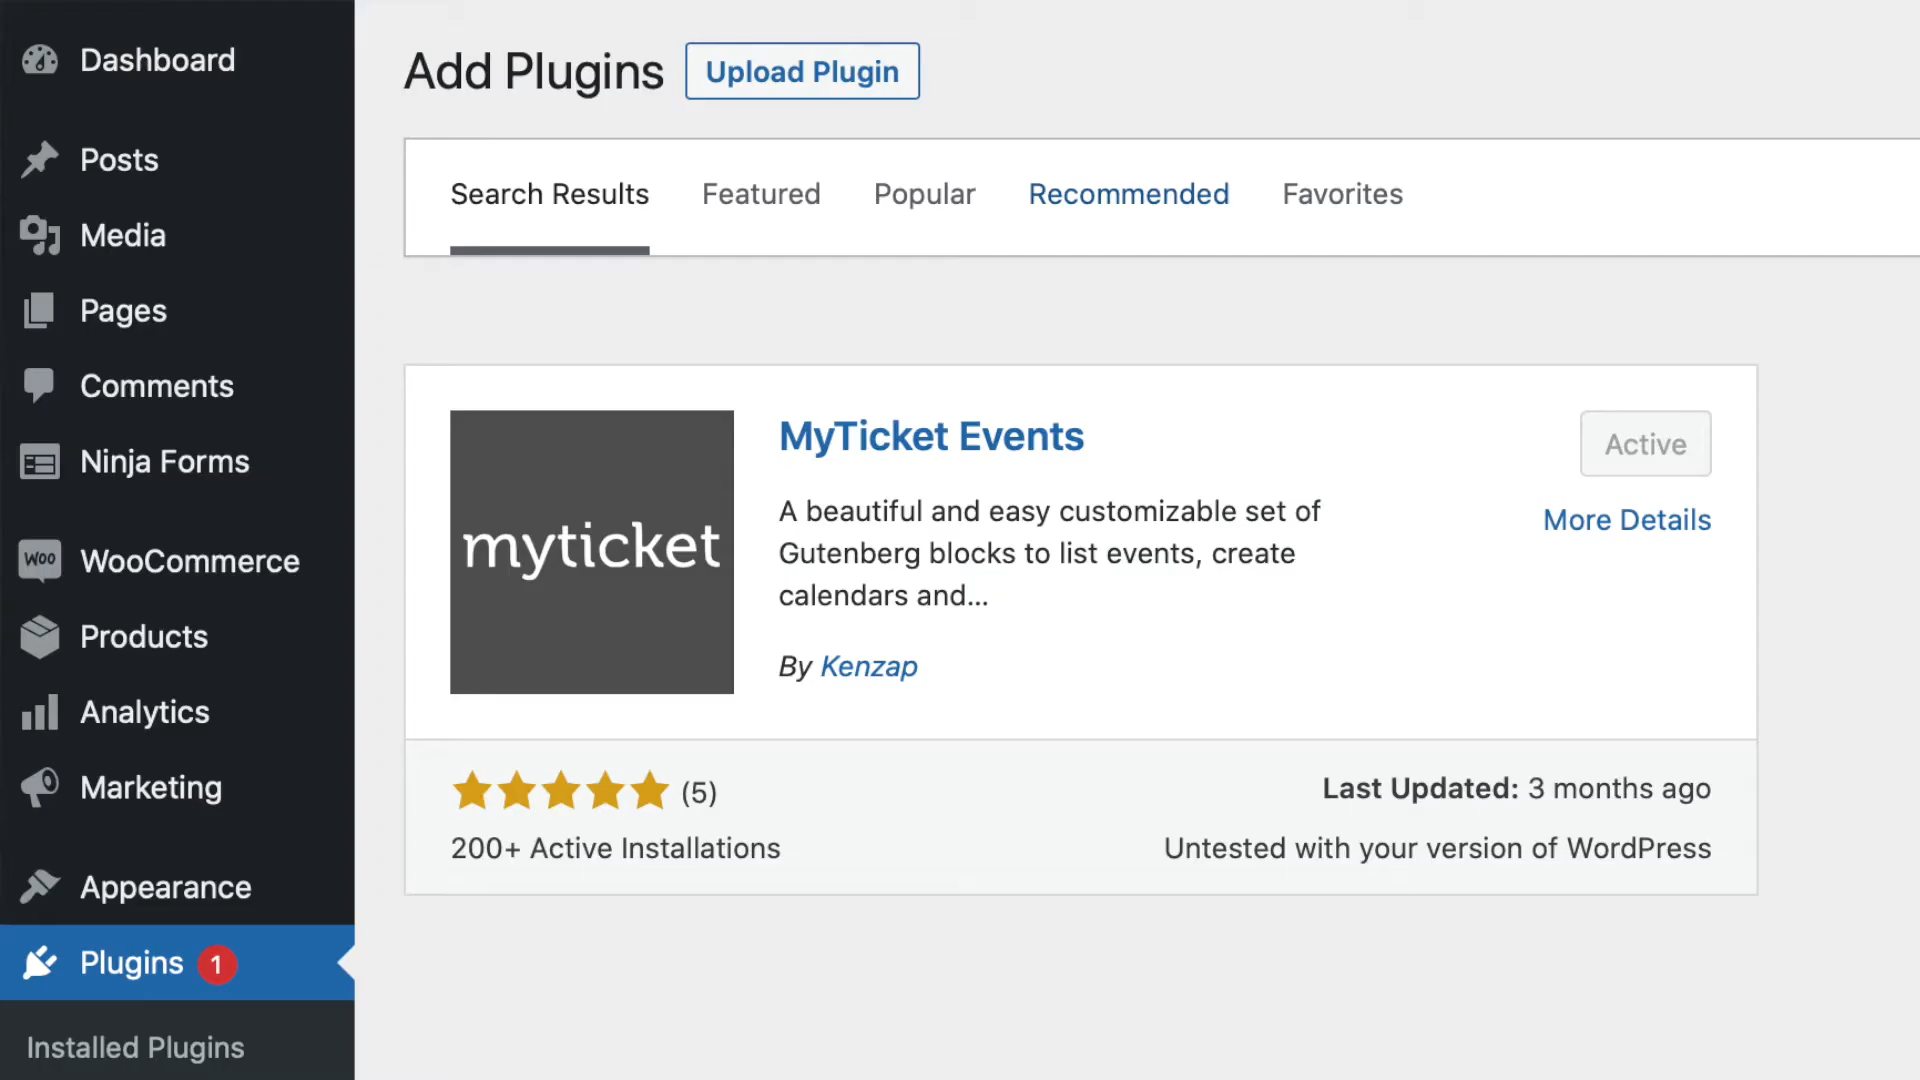 Dashboard
Posts
Media
Pages
Comments
Ninja Forms
Woo
WooCommerce
Products
Analytics
Marketing
Appearance
Plugins 1
Installed Plugins
Add Plugins
Upload Plugin
Search Results
Featured
Popular
Recommended
Favorites
myticket
MyTicket Events
A beautiful and easy customizable set of
Gutenberg blocks to list events, create
calendars and...
By Kenzap
Active
More Details
(5)
200+ Active Installations
Last Updated: 3 months ago
Untested with your version of WordPress